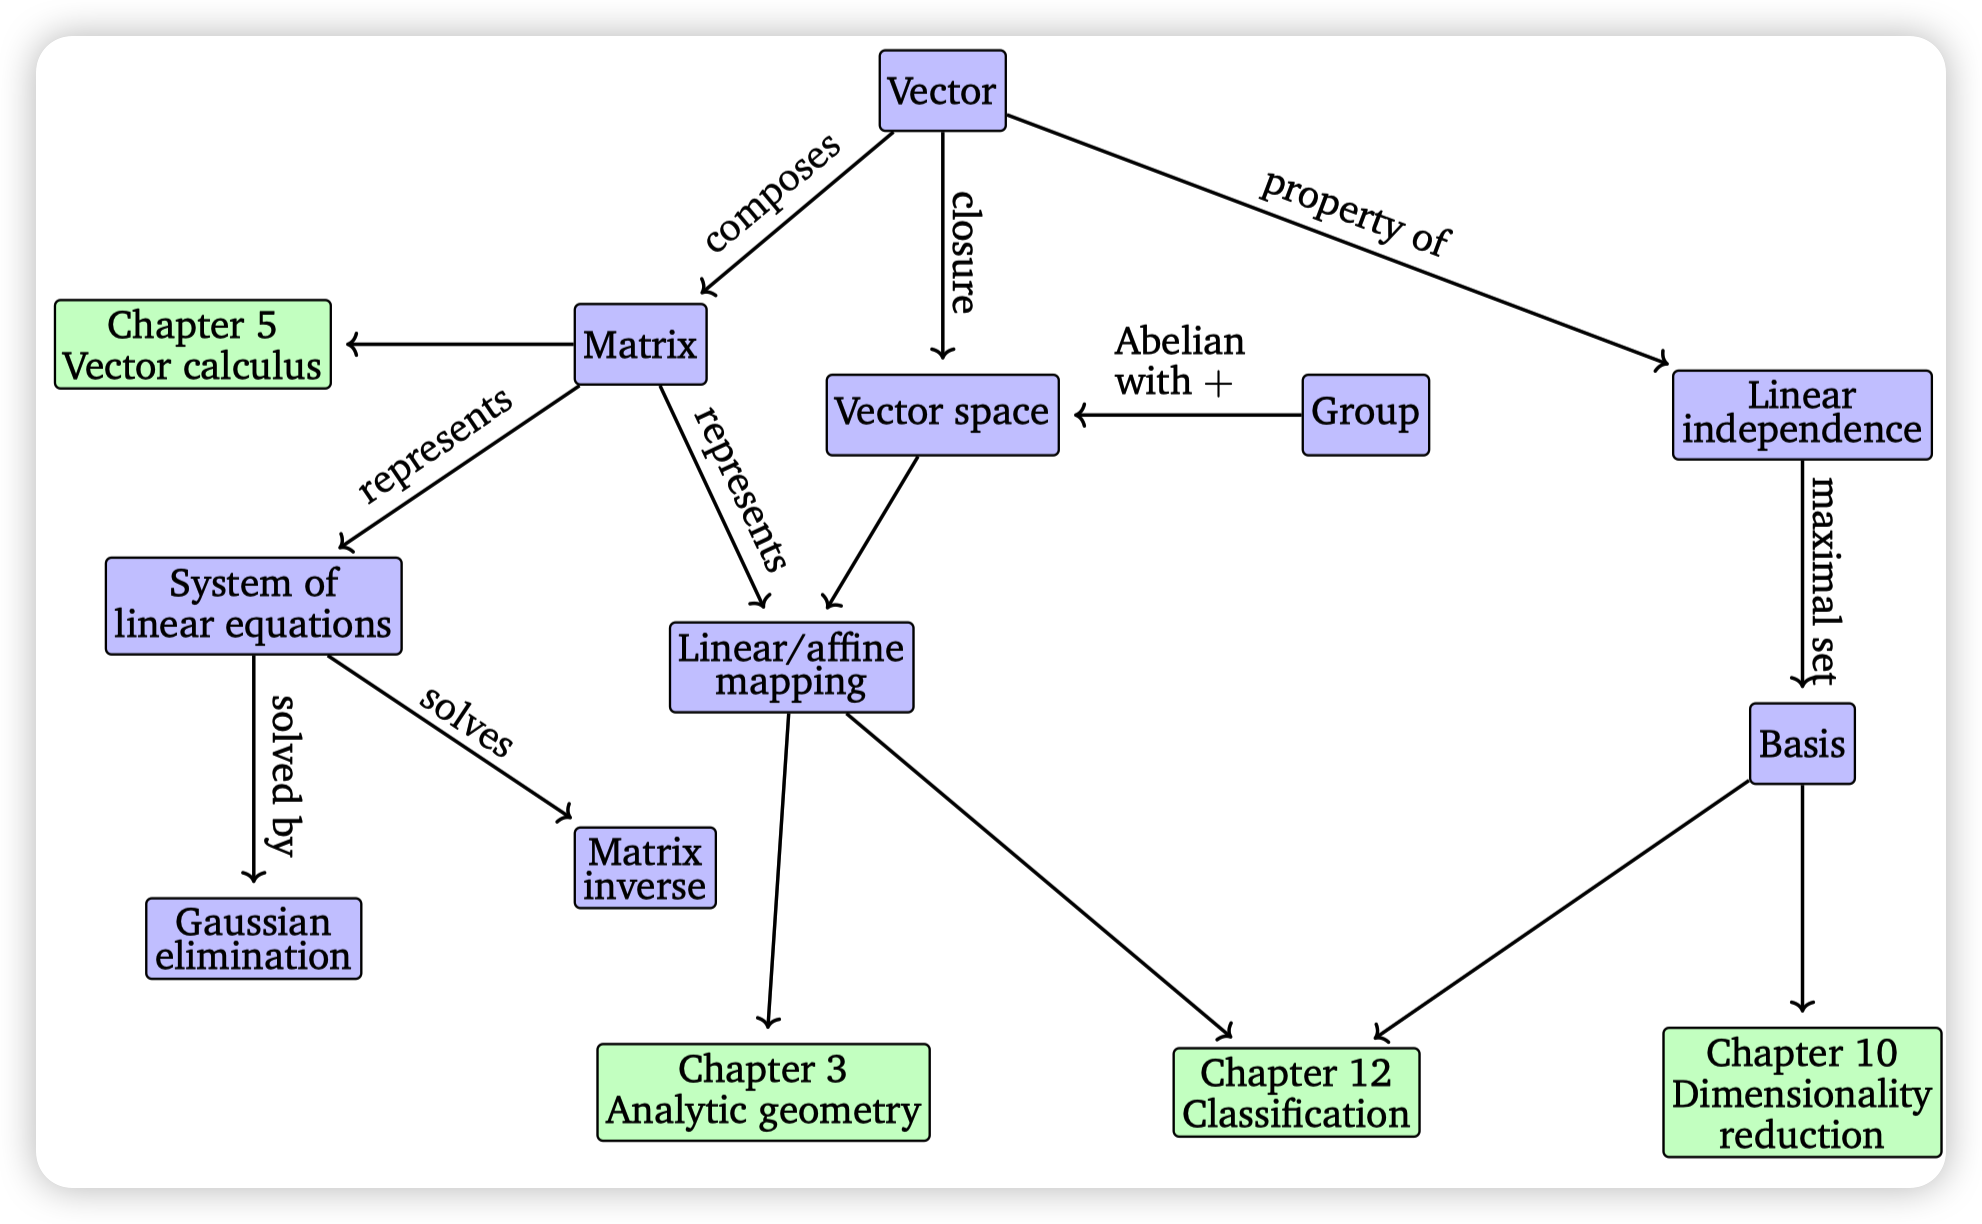 Vector
composes
closure
property of
Chapter 5
Vector calculus
Matrix
Abelian
with +
Vector space
Group
Linear
independence
represents
represents
maximal set
System of
linear equations
Linear/affine
mapping
solved by
solves
Basis
Matrix
inverse
Gaussian
elimination
Chapter 3
Analytic geometry
Chapter 12
Classification
Chapter 10
Dimensionality
reduction